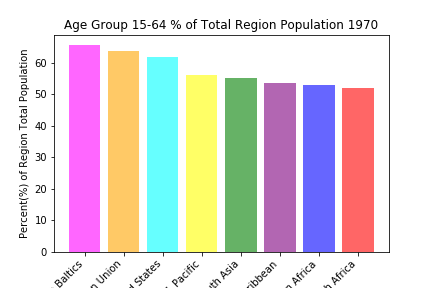 Age Group 15-64 % of Total Region Population 1970
Percent(%) of Region Total Population
60
50
40
30
20
10
0
Baltics
Union
States
Pacific
Asia
Africa
Africa